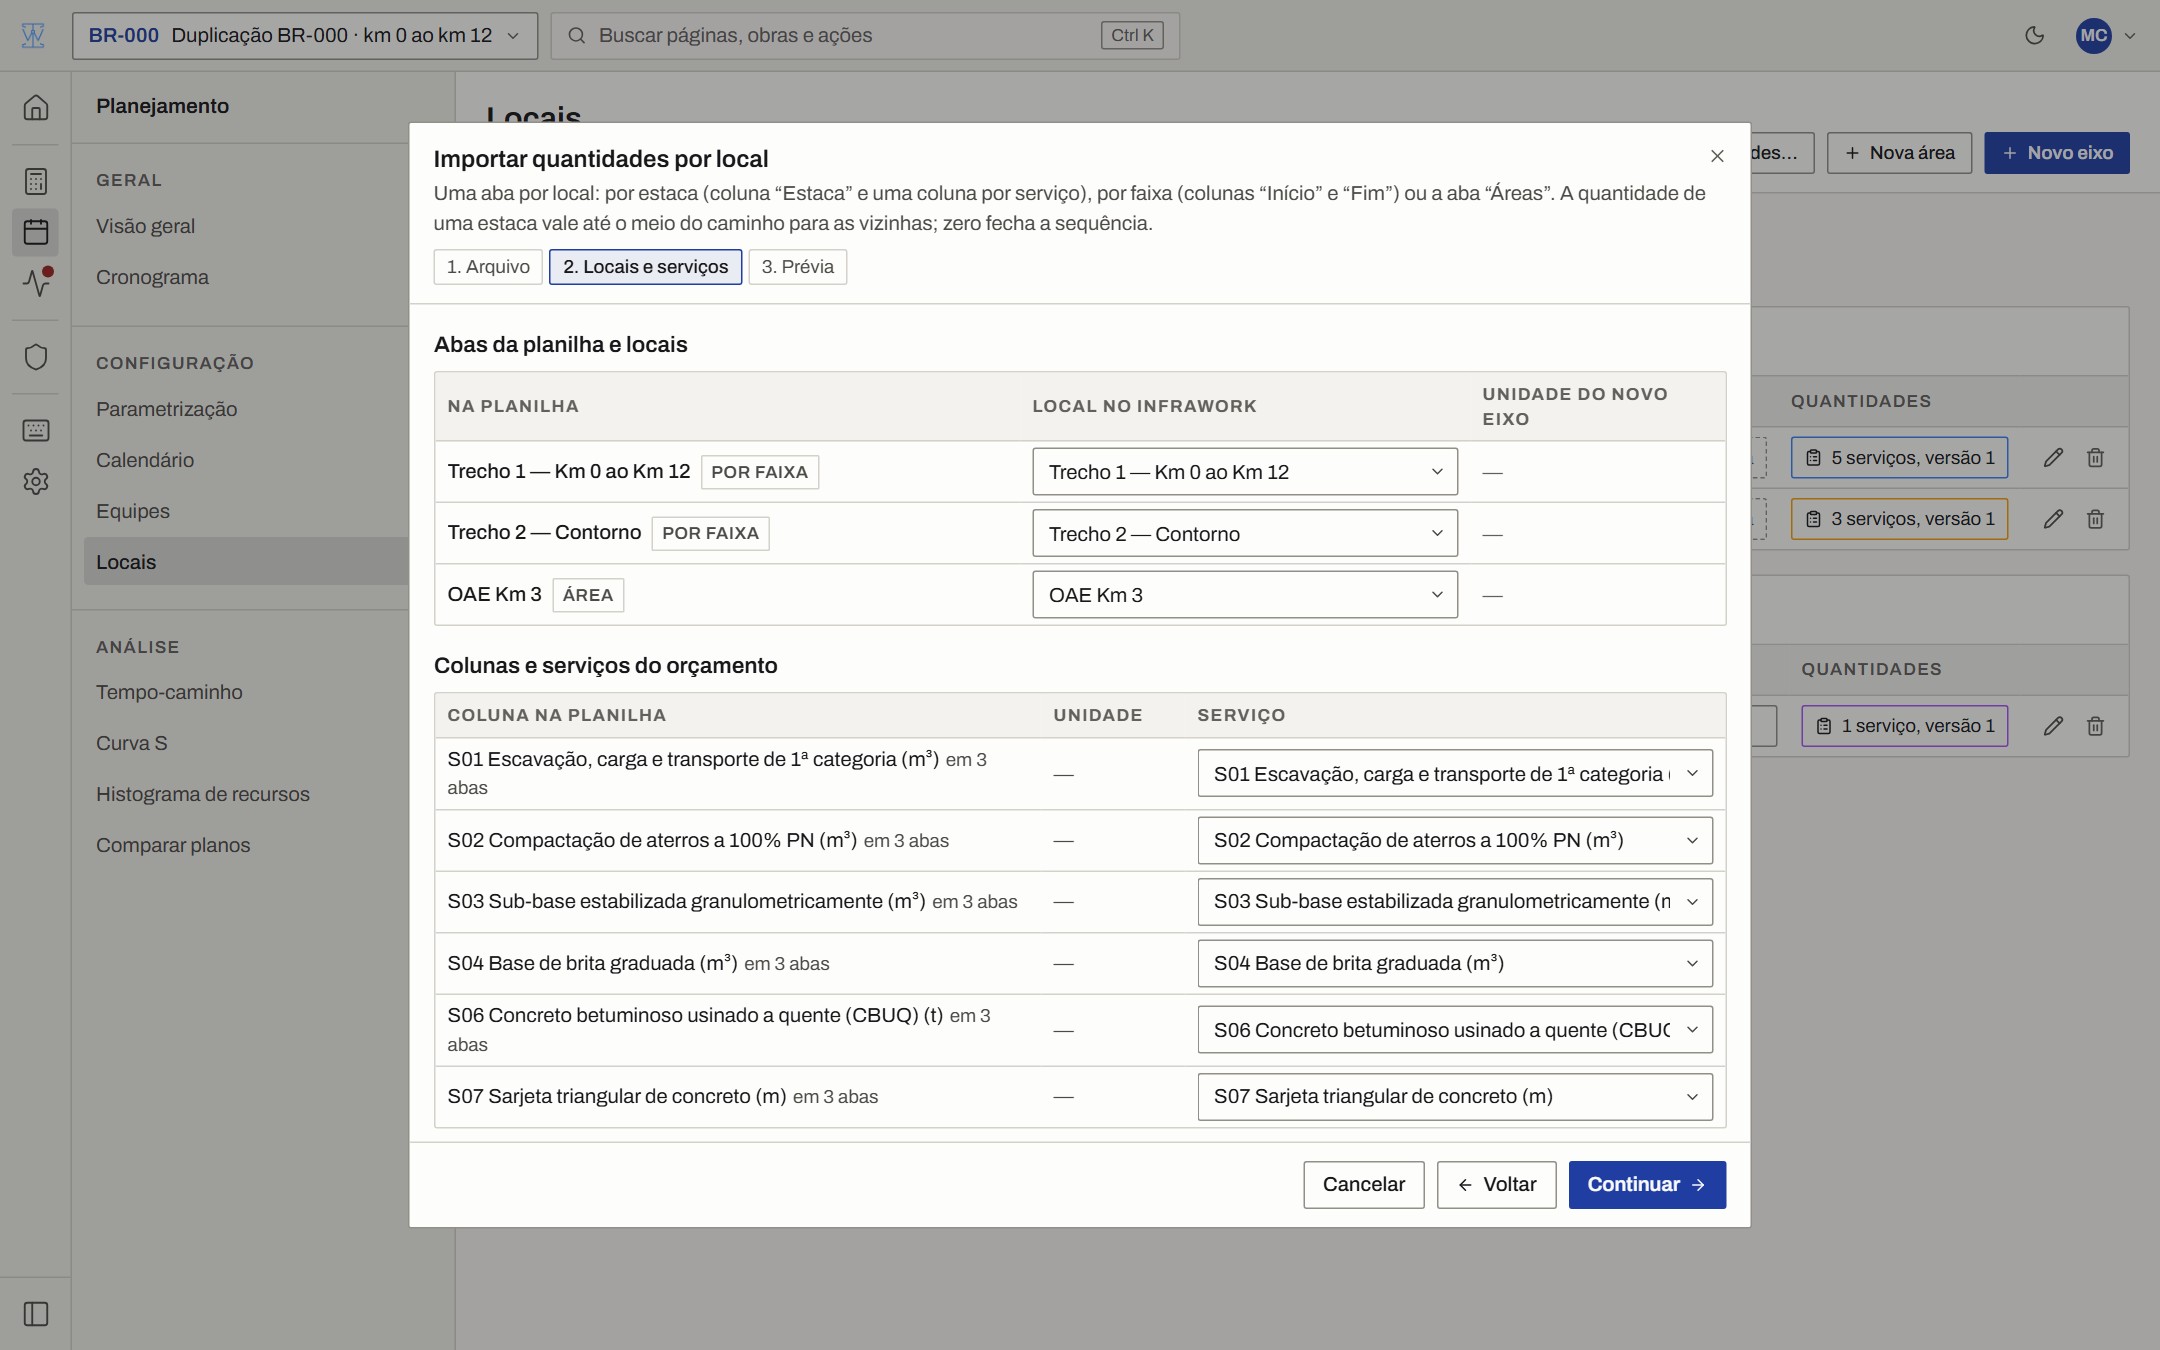 BR-000 Duplicação BR-000 · km 0 ao km 12
Buscar páginas, obras e ações
Ctrl K
MC
Planejamento
GERAL
Visão geral
Cronograma
CONFIGURAÇÃO
Parametrização
Calendário
Equipes
Locais
ANÁLISE
Tempo-caminho
Curva S
Histograma de recursos
Comparar planos
Locais
des...
+ Nova área
+ Novo eixo
QUANTIDADES
5 serviços, versão 1
3 serviços, versão 1
QUANTIDADES
1 serviço, versão 1
Importar quantidades por local
Uma aba por local: por estaca (coluna “Estaca” e uma coluna por serviço), por faixa (colunas “Início” e “Fim”) ou a aba “Áreas”. A quantidade de
uma estaca vale até o meio do caminho para as vizinhas; zero fecha a sequência.
1. Arquivo
2. Locais e serviços
3. Prévia
Abas da planilha e locais
NA PLANILHA
LOCAL NO INFRAWORK
UNIDADE DO NOVO
EIXO
Trecho 1 — Km 0 ao Km 12 POR FAIXA
Trecho 1 — Km 0 ao Km 12
—
Trecho 2 — Contorno POR FAIXA
Trecho 2 — Contorno
—
OAE Km 3 ÁREA
OAE Km 3
—
Colunas e serviços do orçamento
COLUNA NA PLANILHA
UNIDADE
SERVIÇO
S01 Escavação, carga e transporte de 1ª categoria (m³) em 3
abas
—
S01 Escavação, carga e transporte de 1ª categoria (
S02 Compactação de aterros a 100% PN (m³) em 3 abas
—
S02 Compactação de aterros a 100% PN (m³)
S03 Sub-base estabilizada granulometricamente (m³) em 3 abas
—
S03 Sub-base estabilizada granulometricamente (m
S04 Base de brita graduada (m³) em 3 abas
—
S04 Base de brita graduada (m³)
S06 Concreto betuminoso usinado a quente (CBUQ) (t) em 3
abas
—
S06 Concreto betuminoso usinado a quente (CBUQ
S07 Sarjeta triangular de concreto (m) em 3 abas
—
S07 Sarjeta triangular de concreto (m)
Cancelar
← Voltar
Continuar →